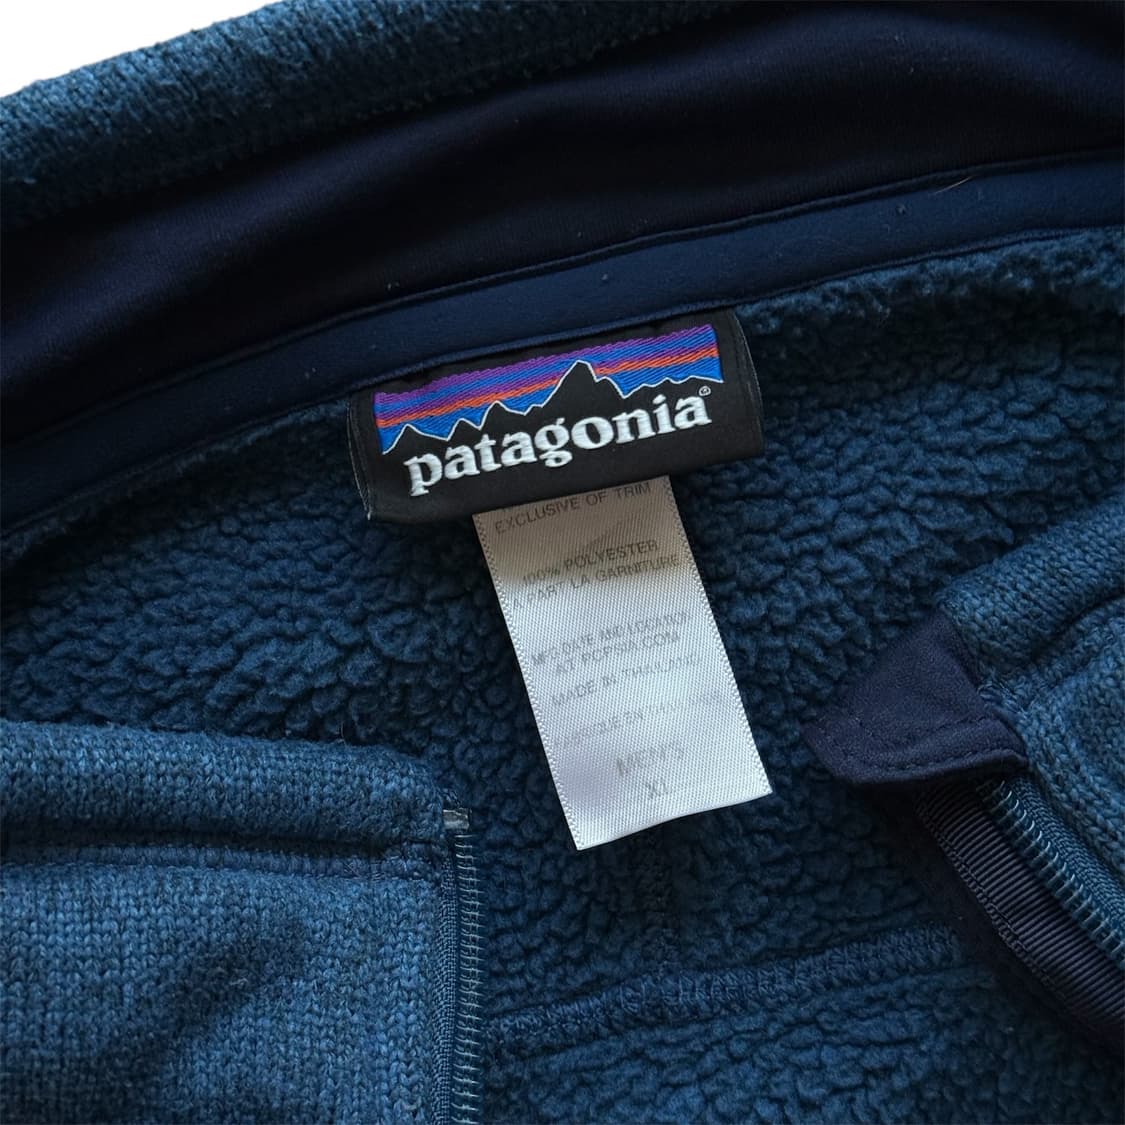 patagonia®
EXCLUSIVE OF TRIM
100% POLYESTER
A PART LA GARNITURE
MFG DATE AND LOCATION
AT PCPSIA.COM
MADE IN THAILAND
MEN'S
XL